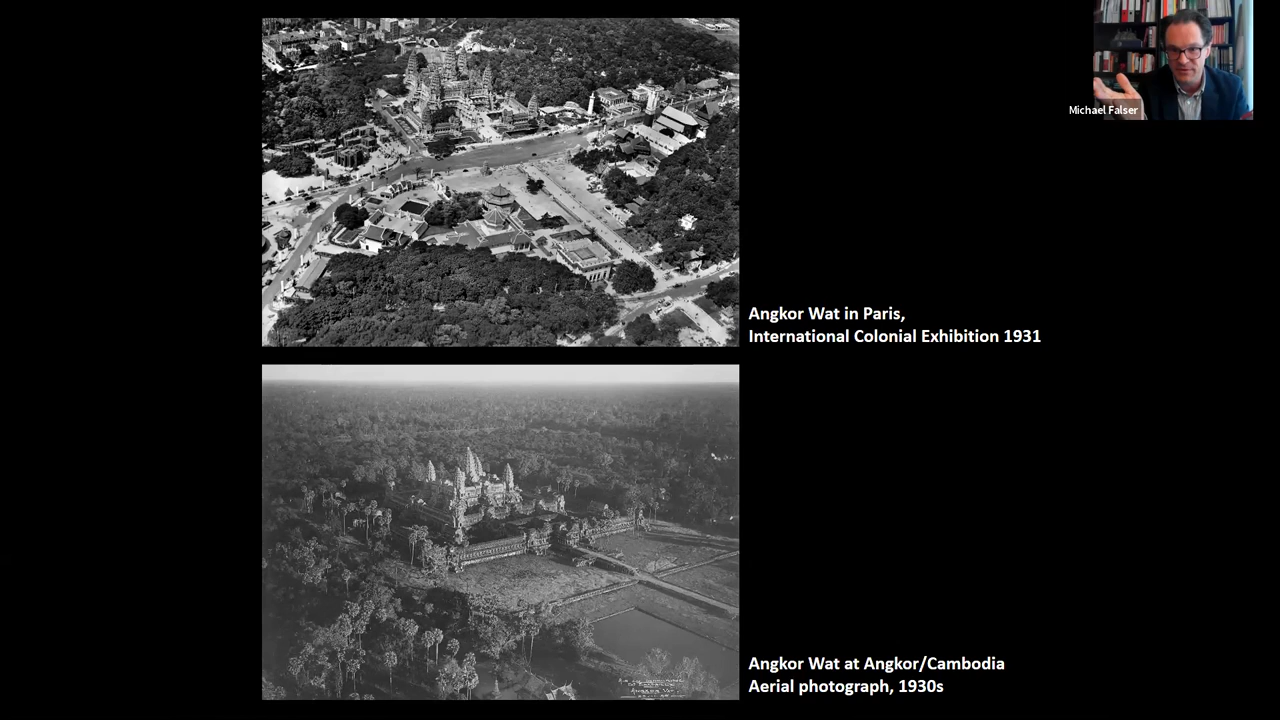 Michael Falser
Angkor Wat in Paris,
International Colonial Exhibition 1931
Angkor Wat at Angkor/Cambodia
Aerial photograph, 1930s